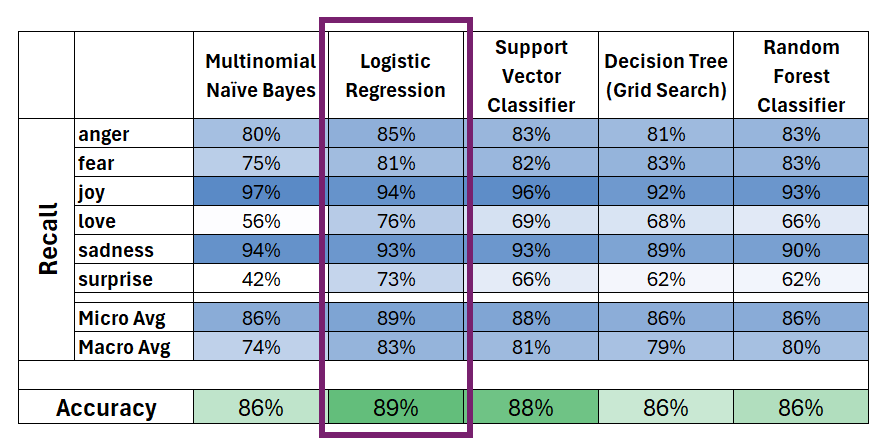 Multinomial Naïve Bayes	Logistic Regression	Support Vector Classifier	Decision Tree (Grid Search)	Random Forest Classifier
Recall
anger	80%	85%	83%	81%	83%
fear	75%	81%	82%	83%	83%
joy	97%	94%	96%	92%	93%
love	56%	76%	69%	68%	66%
sadness	94%	93%	93%	89%	90%
surprise	42%	73%	66%	62%	62%
Micro Avg	86%	89%	88%	86%	86%
Macro Avg	74%	83%	81%	79%	80%
Accuracy	86%	89%	88%	86%	86%